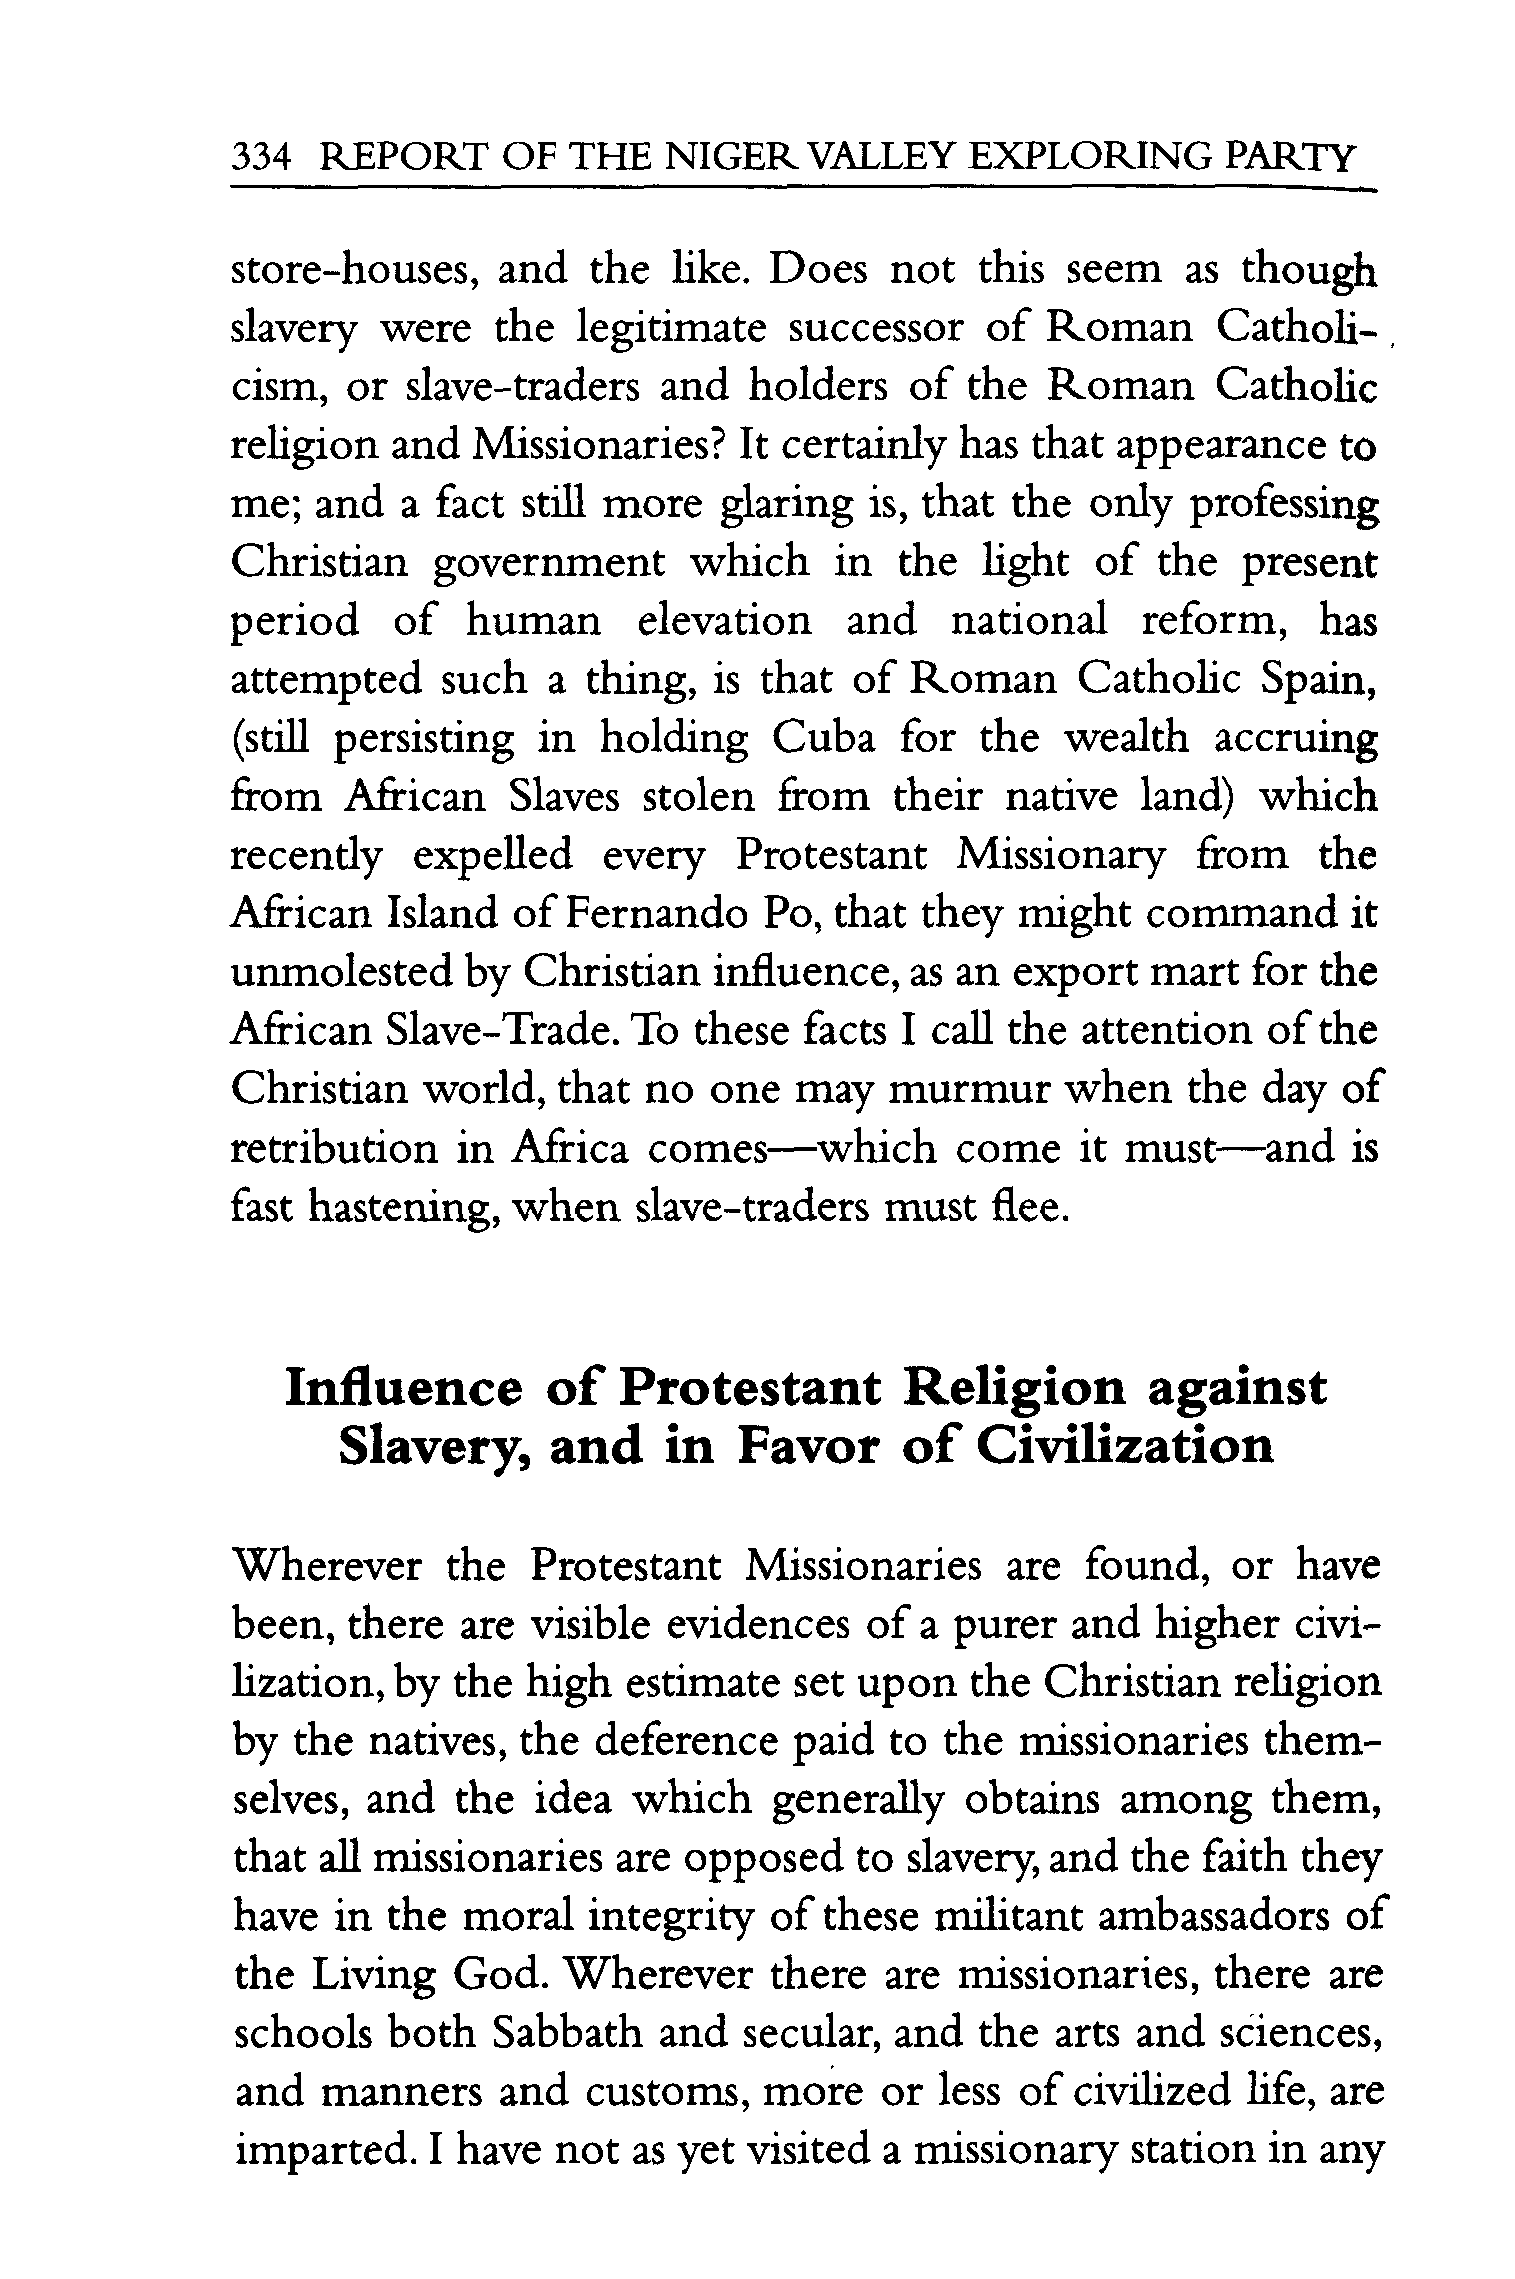 334 REPORT OF THE NIGER VALLEY EXPLORING PARTY
store-houses, and the like. Does not this seem as though
slavery were the legitimate successor of Roman Catholi-
cism, or slave-traders and holders of the Roman Catholic
religion and Missionaries? It certainly has that appearance to
me; and a fact still more glaring is, that the only professing
Christian government which in the light of the present
period of human elevation and national reform, has
attempted such a thing, is that of Roman Catholic Spain,
(still persisting in holding Cuba for the wealth accruing
from African Slaves stolen from their native land) which
recently expelled every Protestant Missionary from the
African Island of Fernando Po, that they might command it
unmolested by Christian influence, as an export mart for the
African Slave-Trade. To these facts I call the attention of the
Christian world, that no one may murmur when the day of
retribution in Africa comes—which come it must—and is
fast hastening, when slave-traders must flee.
Influence of Protestant Religion against
Slavery, and in Favor of Civilization
Wherever the Protestant Missionaries are found, or have
been, there are visible evidences of a purer and higher civi-
lization, by the high estimate set upon the Christian religion
by the natives, the deference paid to the missionaries them-
selves, and the idea which generally obtains among them,
that all missionaries are opposed to slavery, and the faith they
have in the moral integrity of these militant ambassadors of
the Living God. Wherever there are missionaries, there are
schools both Sabbath and secular, and the arts and sciences,
and manners and customs, more or less of civilized life, are
imparted. I have not as yet visited a missionary station in any